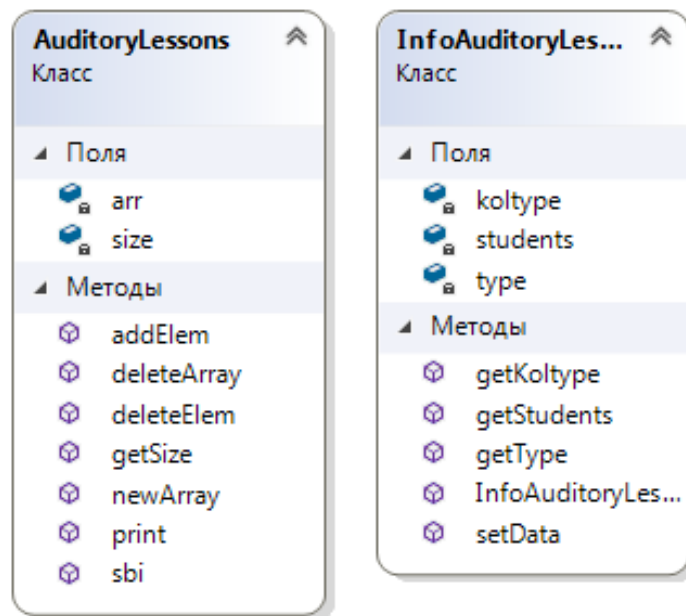 AuditoryLessons
Класс
Поля
arr
size
Методы
addElem
deleteArray
deleteElem
getSize
newArray
print
sbi
InfoAuditoryLes...
Класс
Поля
koltype
students
type
Методы
getKoltype
getStudents
getType
InfoAuditoryLes...
setData